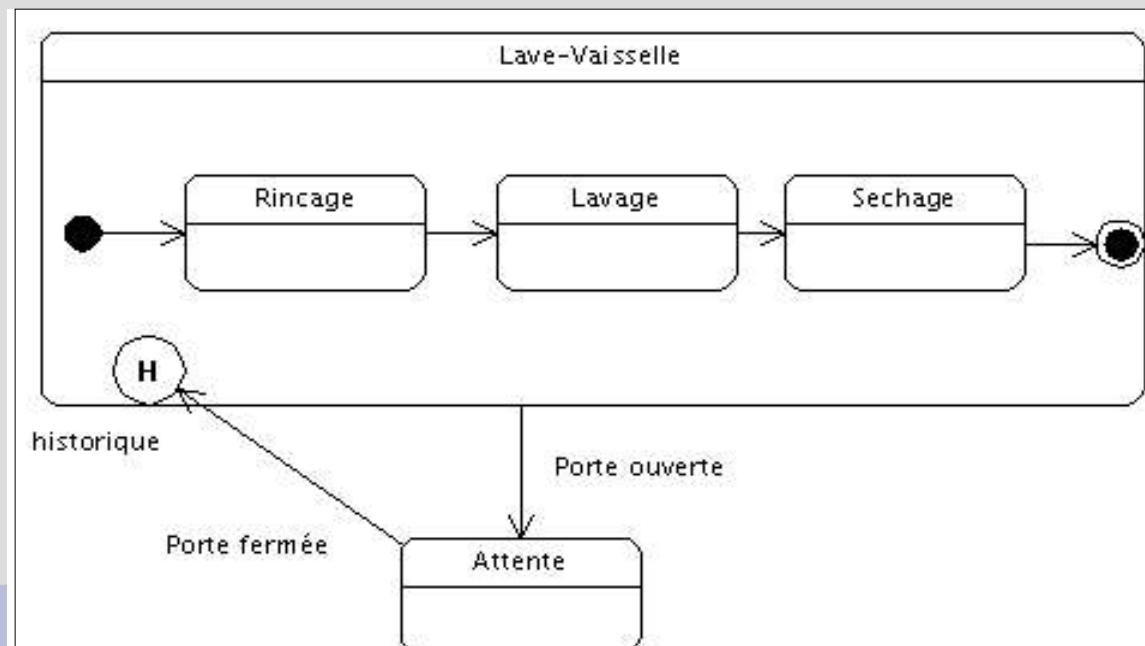 Lave-Vaisselle
Rincage
Lavage
Sechage
H
historique
Porte ouverte
Porte fermée
Attente